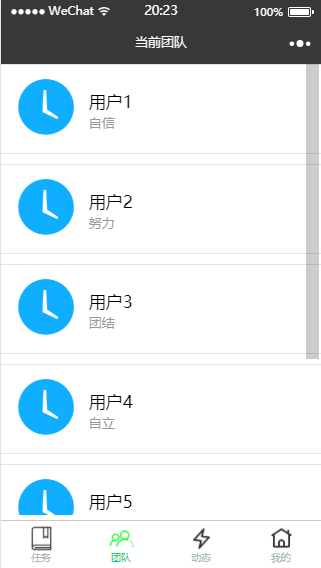 WeChat 20:23 100%
当前团队
用户1
自信
用户2
努力
用户3
团结
用户4
自立
用户5
任务 团队 动态 我的